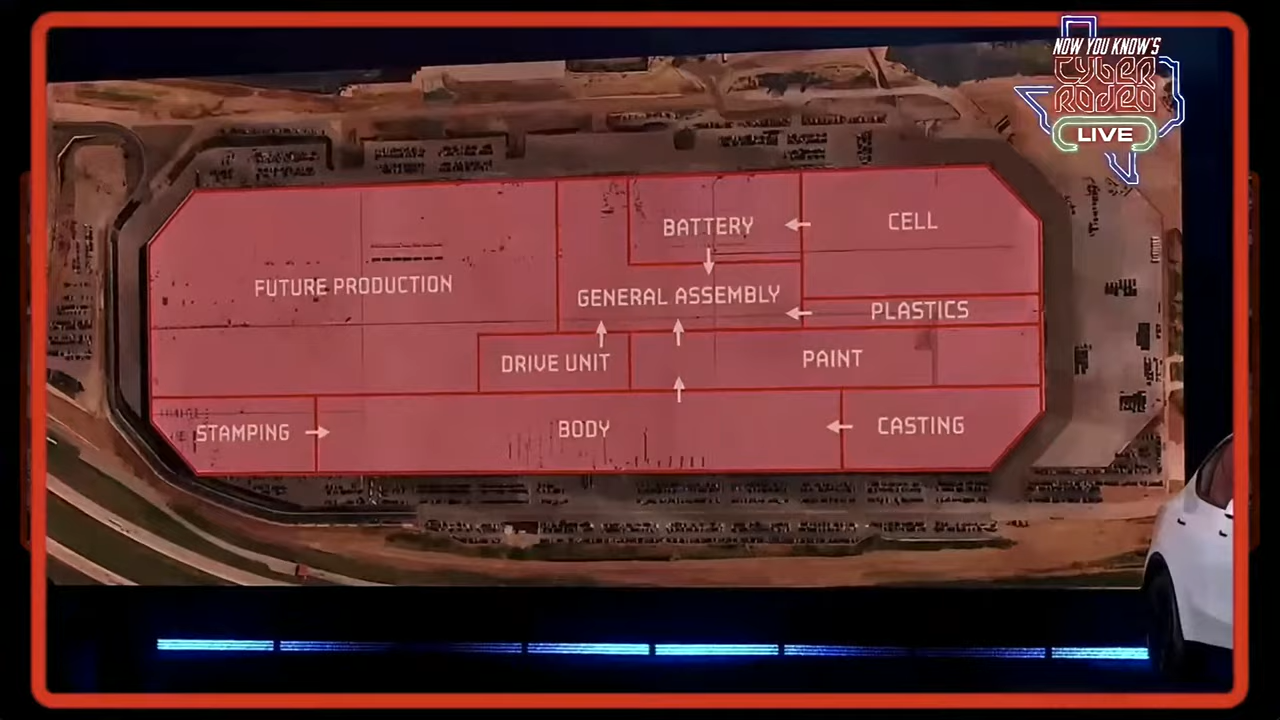 NOW YOU KNOW'S
CYBER
RODEO
LIVE
BATTERY
CELL
FUTURE PRODUCTION
GENERAL ASSEMBLY
PLASTICS
DRIVE UNIT
PAINT
STAMPING
BODY
CASTING